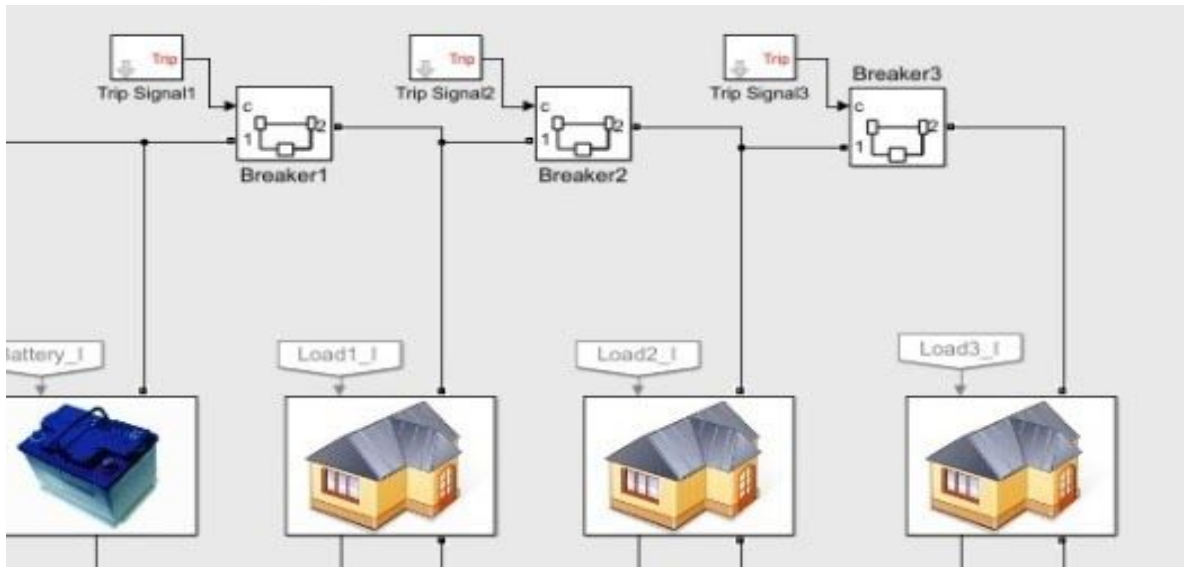 Trip
Trip Signal1
c
1
2
Breaker1
Trip
Trip Signal2
c
1
2
Breaker2
Trip
Trip Signal3
Breaker3
c
1
2
Battery_I
Load1_I
Load2_I
Load3_I